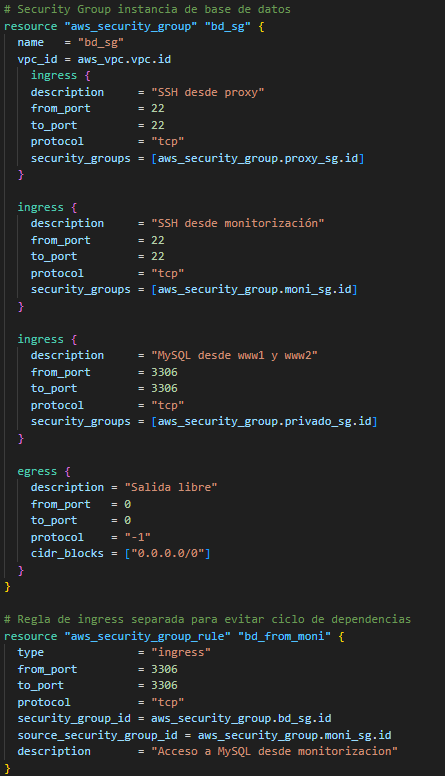 # Security Group instancia de base de datos
resource "aws_security_group" "bd_sg" {
  name   = "bd_sg"
  vpc_id = aws_vpc.vpc.id
    ingress {
    description     = "SSH desde proxy"
    from_port       = 22
    to_port         = 22
    protocol        = "tcp"
    security_groups = [aws_security_group.proxy_sg.id]
  }

  ingress {
    description     = "SSH desde monitorización"
    from_port       = 22
    to_port         = 22
    protocol        = "tcp"
    security_groups = [aws_security_group.moni_sg.id]
  }

  ingress {
    description     = "MySQL desde www1 y www2"
    from_port       = 3306
    to_port         = 3306
    protocol        = "tcp"
    security_groups = [aws_security_group.privado_sg.id]
  }

  egress {
    description = "Salida libre"
    from_port   = 0
    to_port     = 0
    protocol    = "-1"
    cidr_blocks = ["0.0.0.0/0"]
  }
}

# Regla de ingress separada para evitar ciclo de dependencias
resource "aws_security_group_rule" "bd_from_moni" {
  type              = "ingress"
  from_port         = 3306
  to_port           = 3306
  protocol          = "tcp"
  security_group_id = aws_security_group.bd_sg.id
  source_security_group_id = aws_security_group.moni_sg.id
  description       = "Acceso a MySQL desde monitorizacion"
}